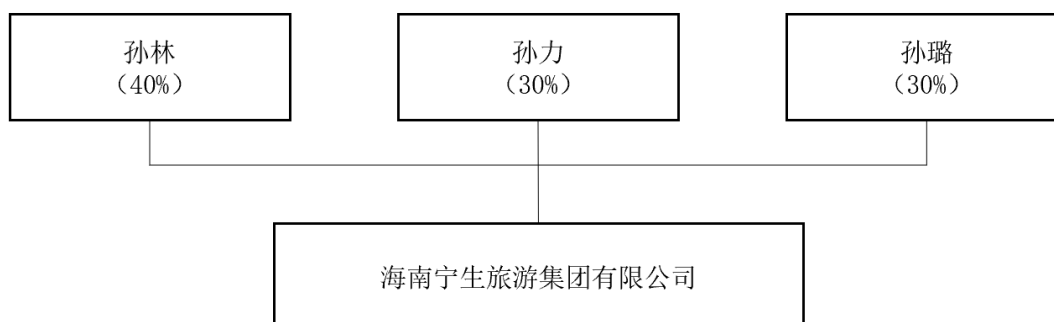 孙林
（40%）
孙力
（30%）
孙璐
（30%）
海南宁生旅游集团有限公司